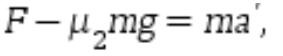 F − μ₂mg = ma',